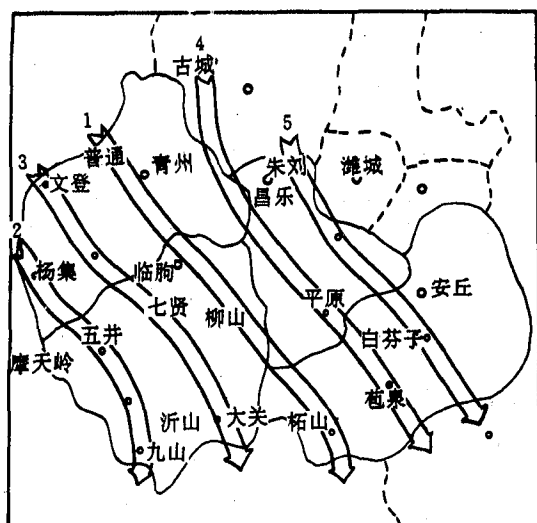 4
古城
1
5
普通
青州
朱刘
潍城
3
文登
昌乐
2
杨集
临朐
安丘
七贤
柳山
平原
五井
白芬子
摩天岭
苞泉
沂山
大关
柘山
九山